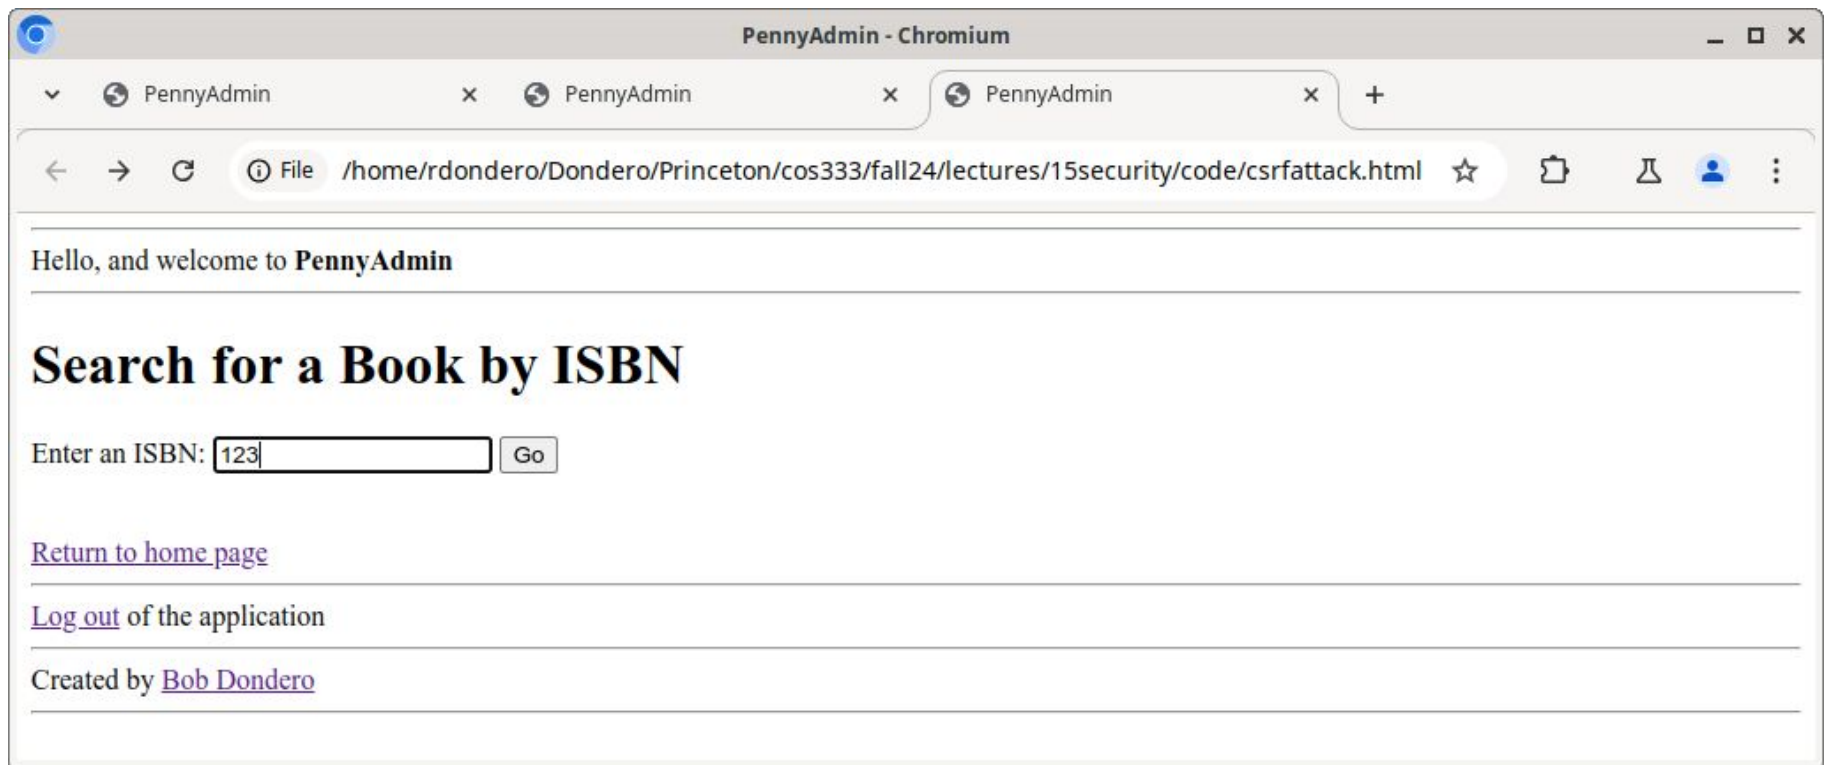 PennyAdmin - Chromium
PennyAdmin PennyAdmin PennyAdmin
File /home/rdondero/Dondero/Princeton/cos333/fall24/lectures/15security/code/csrfattack.html
Hello, and welcome to PennyAdmin
Search for a Book by ISBN
Enter an ISBN: 123 Go
Return to home page
Log out of the application
Created by Bob Dondero